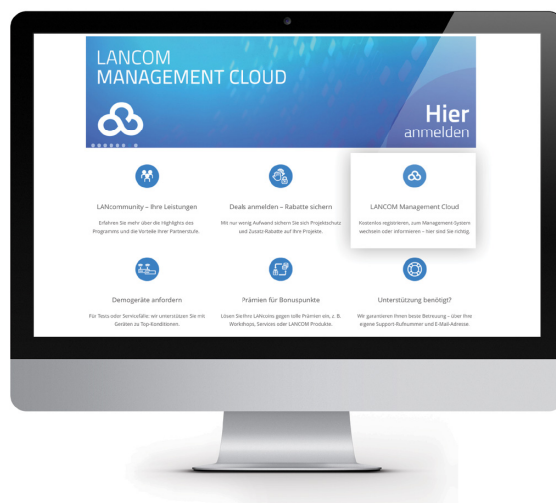 LANCOM
MANAGEMENT CLOUD
Hier
anmelden
LANcommunity – Ihre Leistungen
Erfahren Sie mehr über die Highlights des
Programms und die Vorteile Ihrer Partnerstufe.
Deals anmelden – Rabatte sichern
Mit nur wenig Aufwand sichern Sie sich Projektschutz
und Zusatz-Rabatte auf Ihre Projekte.
LANCOM Management Cloud
Kostenlos registrieren, zum Management-System
wechseln oder informieren – hier sind Sie richtig.
Demogeräte anfordern
Für Tests oder Servicefälle: wir unterstützen Sie mit
Geräten zu Top-Konditionen.
Prämien für Bonuspunkte
Lösen Sie Ihre LANcoins gegen tolle Prämien ein, z. B.
Workshops, Services oder LANCOM Produkte.
Unterstützung benötigt?
Wir garantieren Ihnen beste Betreuung – über Ihre
eigene Support-Rufnummer und E-Mail-Adresse.